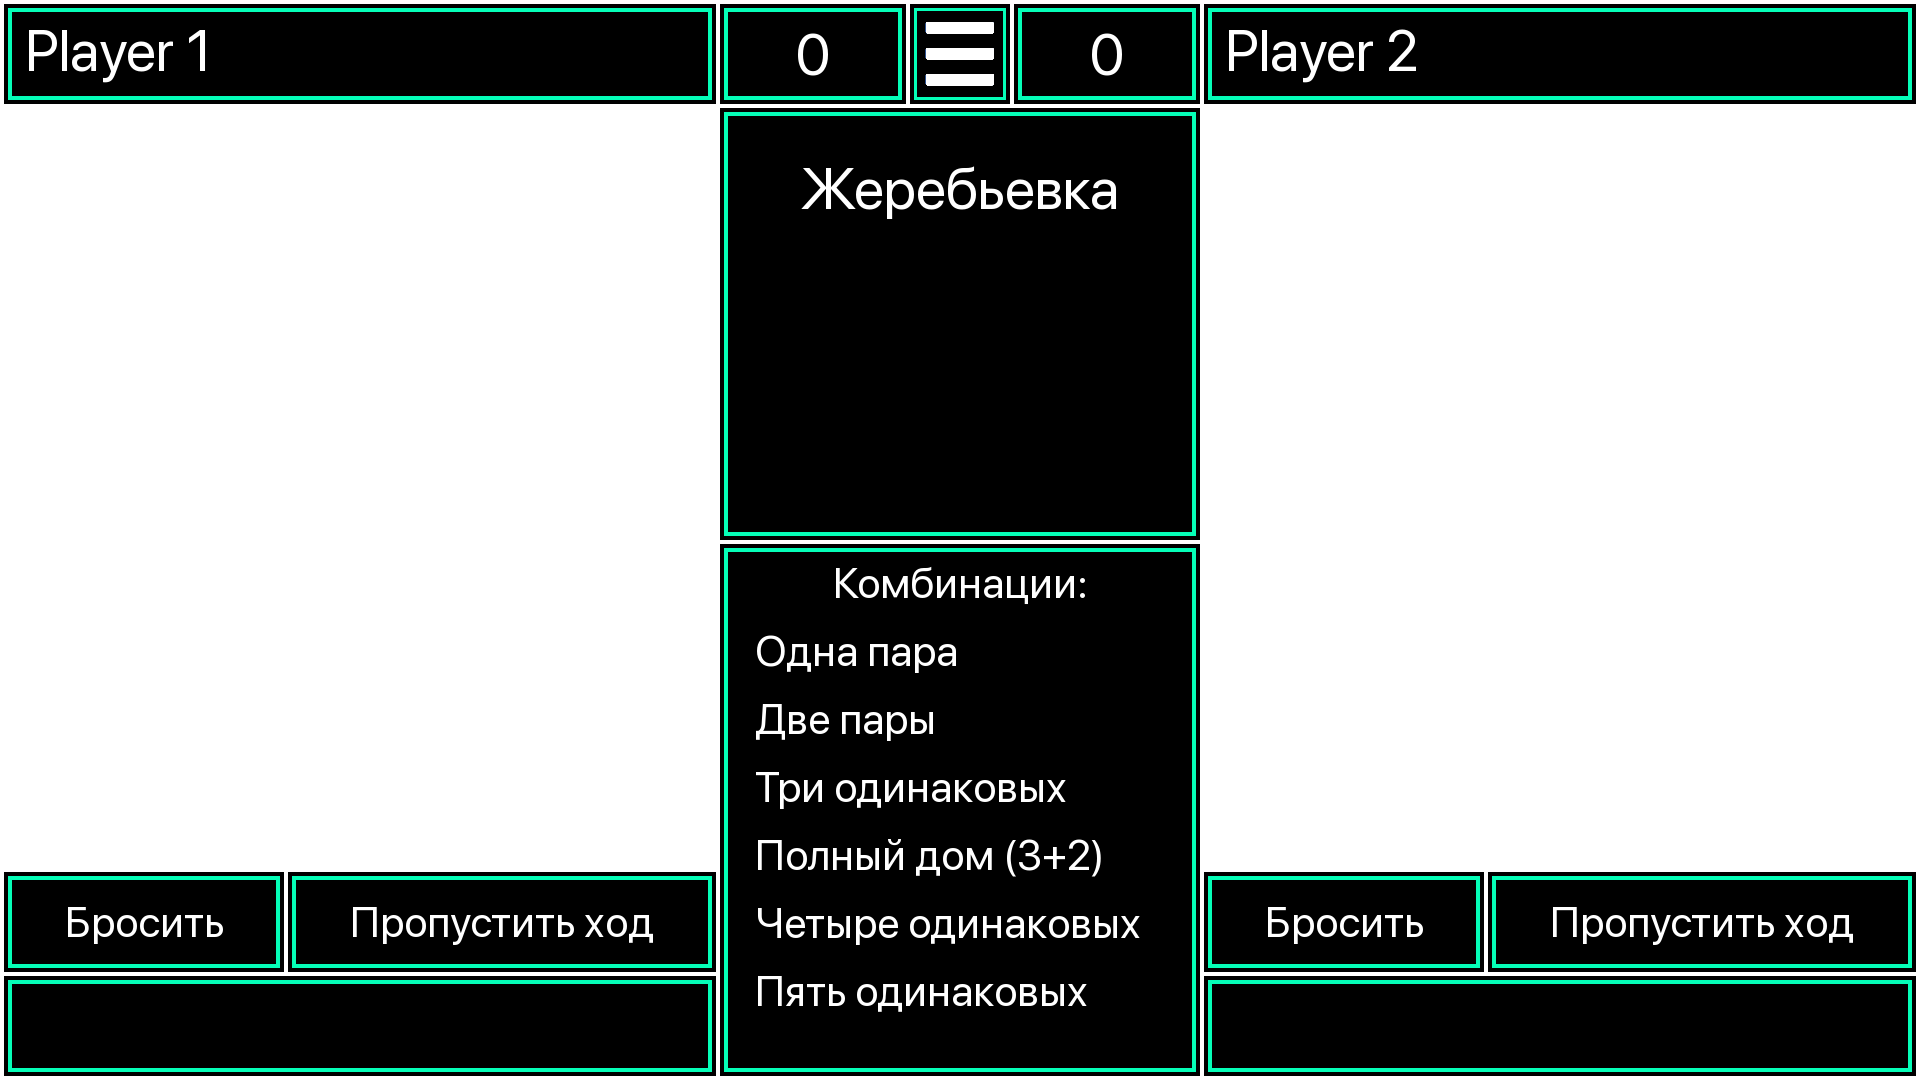 Player 1
0
0
Player 2
Жеребьевка
Комбинации:
Одна пара
Две пары
Три одинаковых
Полный дом (3+2)
Четыре одинаковых
Пять одинаковых
Бросить
Пропустить ход
Бросить
Пропустить ход